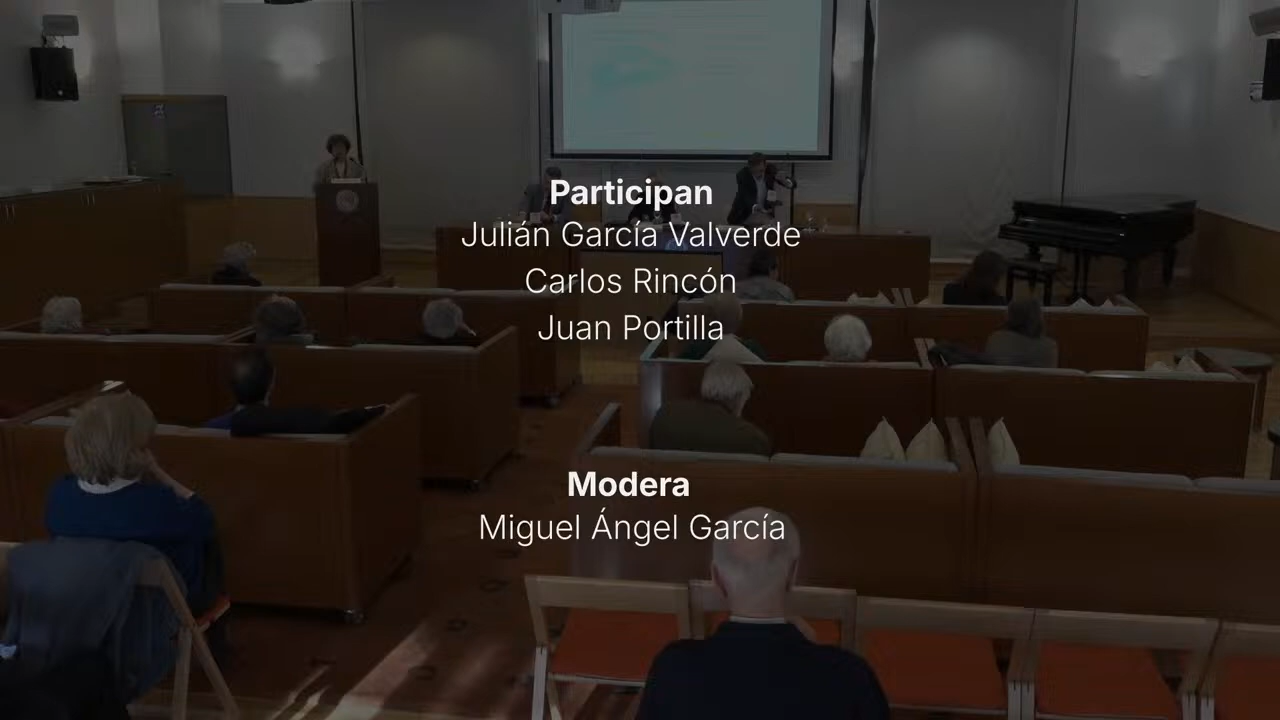 Participan
Julián García Valverde
Carlos Rincón
Juan Portilla
Modera
Miguel Ángel García